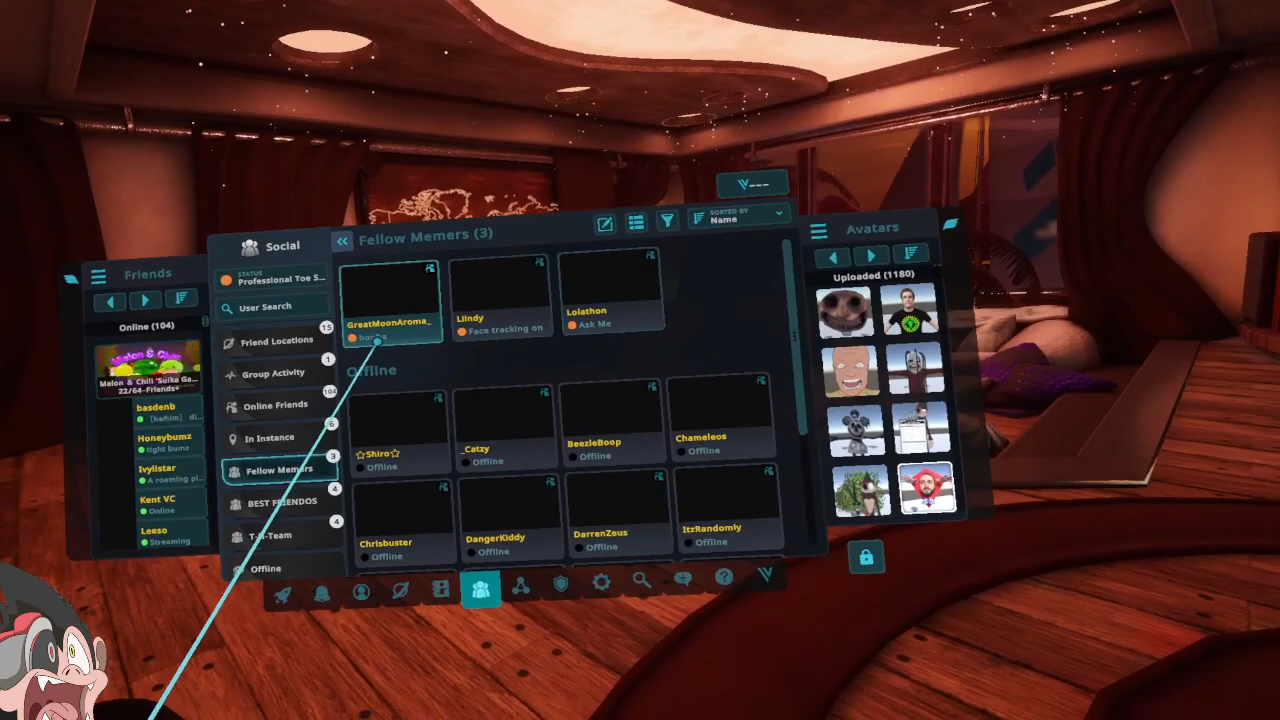 Friends
Online (104)
Melon & Chill 'Suika Ga...
22/64-Friends+
basdenb
Honeybumz
tight bumz
Ivylistar
A roaming pl...
Kent VC
Online
Leeso
Streaming
Social
STATUS
Professional Toe S...
User Search
Friend Locations
15
Group Activity
1
Online Friends
104
In Instance
6
Fellow Memers
3
BEST FRIENDOS
4
4
Offline
Fellow Memers (3)
SORTED BY
Name
GreatMoonAroma_
LIndy
Face tracking on
Lolathon
Ask Me
Offline
☆Shiro☆
Offline
_Catzy
Offline
BeezleBoop
Offline
Chameleos
Offline
Chrisbuster
Offline
DangerKiddy
Offline
DarrenZeus
Offline
ItzRandomly
Offline
Avatars
Uploaded (1180)